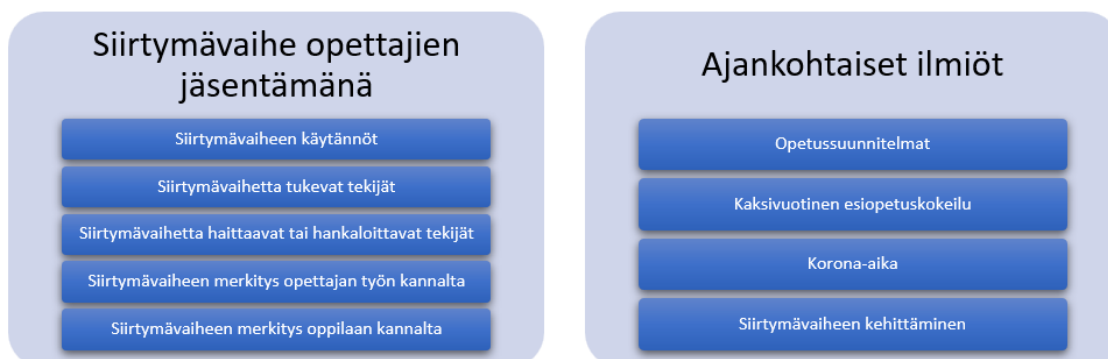 Siirtymävaihe opettajien
jäsentämänä
Siirtymävaiheen käytännöt
Siirtymävaihetta tukevat tekijät
Siirtymävaihetta haittaavat tai hankaloittavat tekijät
Siirtymävaiheen merkitys opettajan työn kannalta
Siirtymävaiheen merkitys oppilaan kannalta
Ajankohtaiset ilmiöt
Opetussuunnitelmat
Kaksivuotinen esiopetuskokeilu
Korona-aika
Siirtymävaiheen kehittäminen